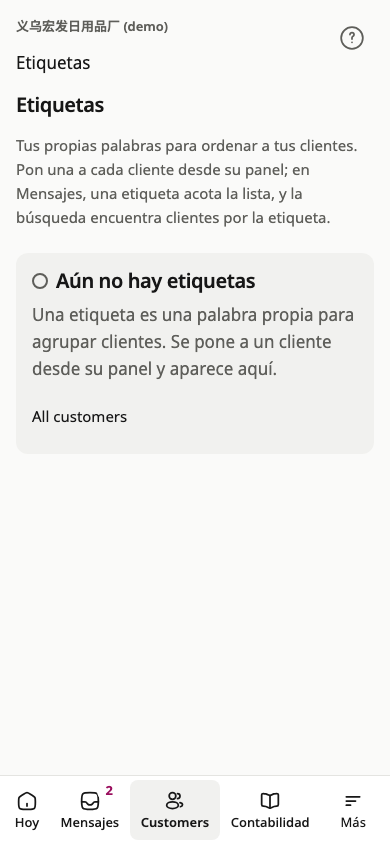 义乌宏发日用品厂 (demo)
Etiquetas
Etiquetas
Tus propias palabras para ordenar a tus clientes.
Pon una a cada cliente desde su panel; en
Mensajes, una etiqueta acota la lista, y la
búsqueda encuentra clientes por la etiqueta.
Aún no hay etiquetas
Una etiqueta es una palabra propia para
agrupar clientes. Se pone a un cliente
desde su panel y aparece aquí.
All customers
2
Hoy Mensajes Customers Contabilidad Más